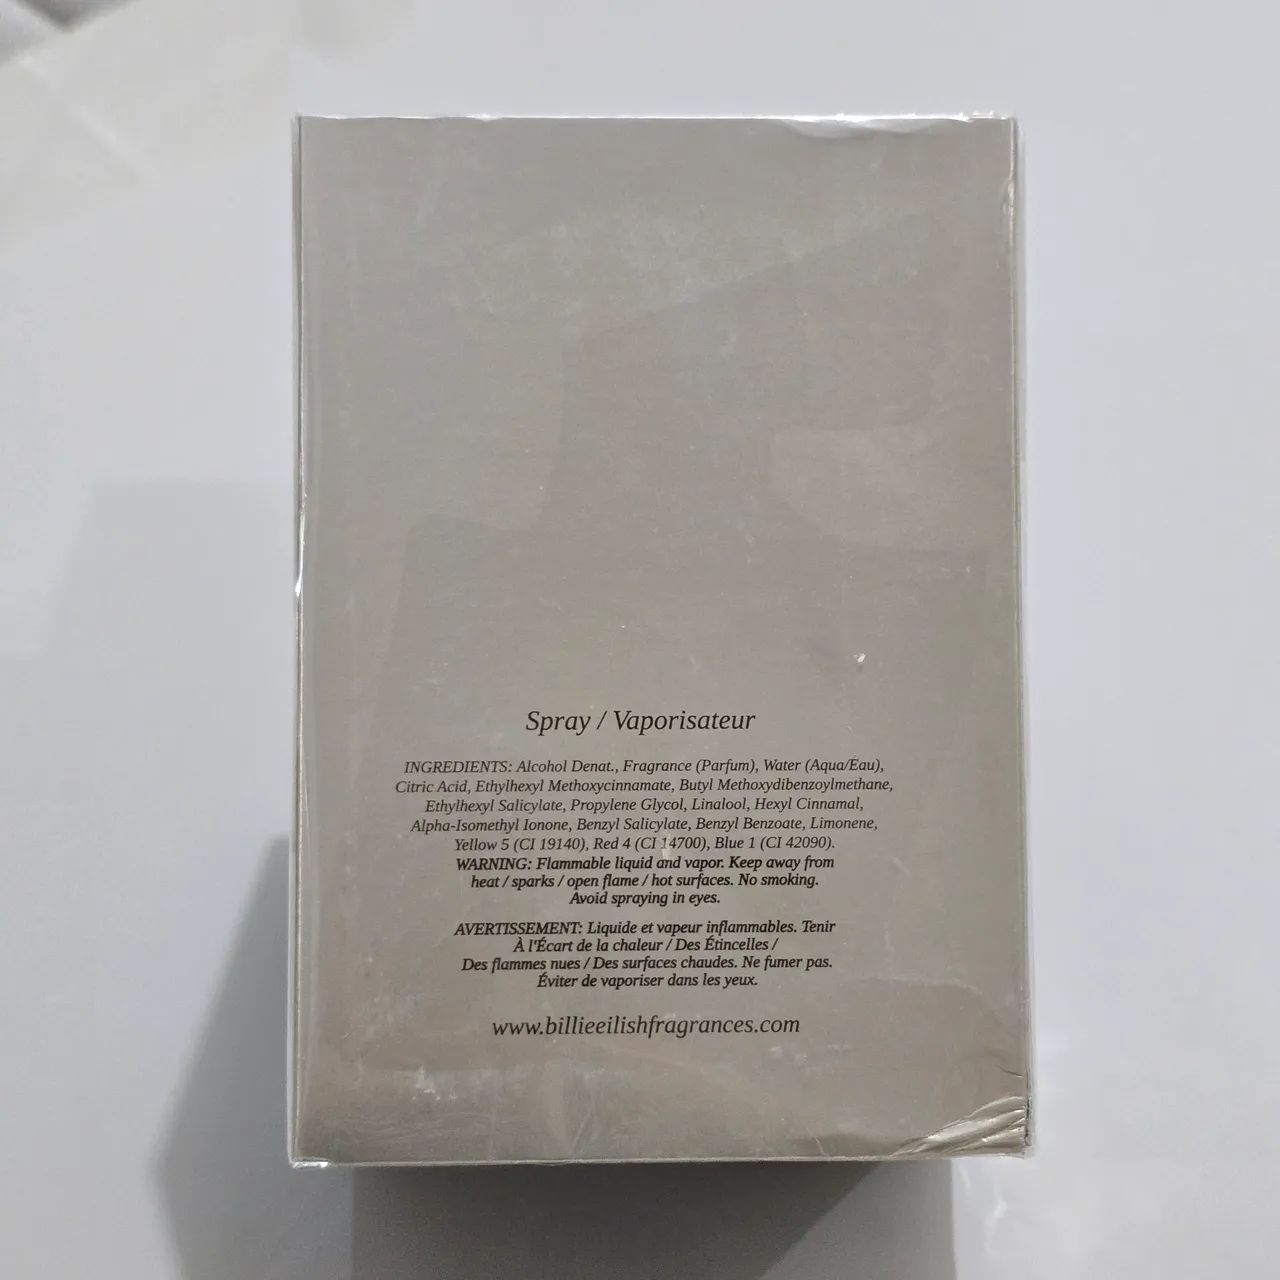 Spray / Vaporisateur
INGREDIENTS: Alcohol Denat., Fragrance (Parfum), Water (Aqua/Eau),
Citric Acid, Ethylhexyl Methoxycinnamate, Butyl Methoxydibenzoylmethane,
Ethylhexyl Salicylate, Propylene Glycol, Linalool, Hexyl Cinnamal,
Alpha-Isomethyl Ionone, Benzyl Salicylate, Benzyl Benzoate, Limonene,
Yellow 5 (CI 19140), Red 4 (CI 14700), Blue 1 (CI 42090).
WARNING: Flammable liquid and vapor. Keep away from
heat / sparks / open flame / hot surfaces. No smoking.
Avoid spraying in eyes.
AVERTISSEMENT: Liquide et vapeur inflammables. Tenir
À l'Écart de la chaleur / Des Étincelles /
Des flammes nues / Des surfaces chaudes. Ne fumer pas.
Éviter de vaporiser dans les yeux.
www.billieeilishfragrances.com